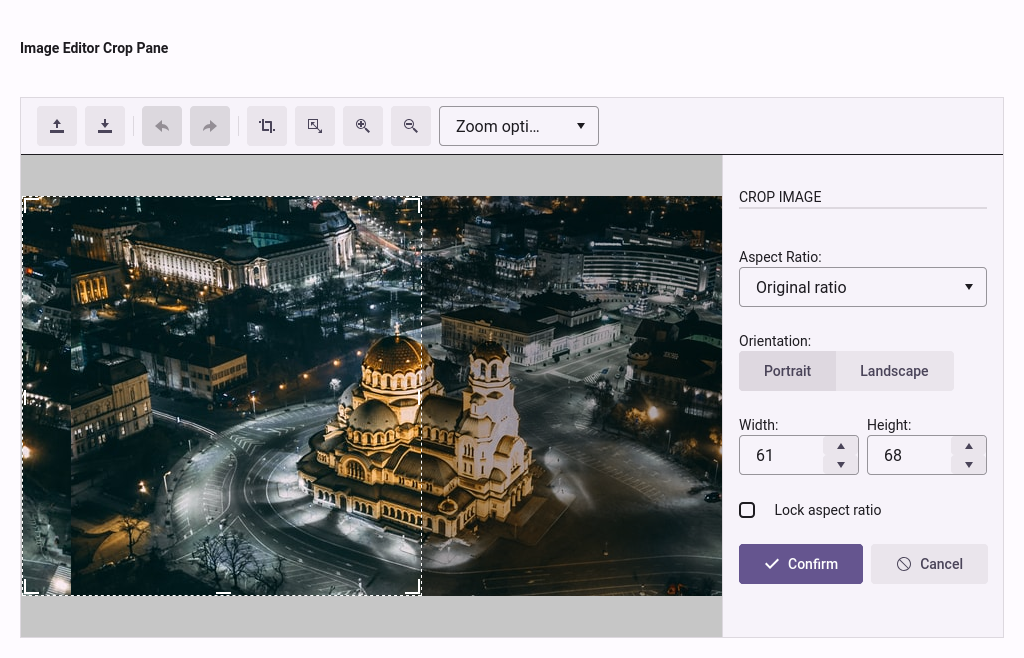 Image Editor Crop Pane
Zoom opti...
CROP IMAGE
Aspect Ratio:
Original ratio
Orientation:
Portrait Landscape
Width: Height:
61 68
Lock aspect ratio
Confirm Cancel